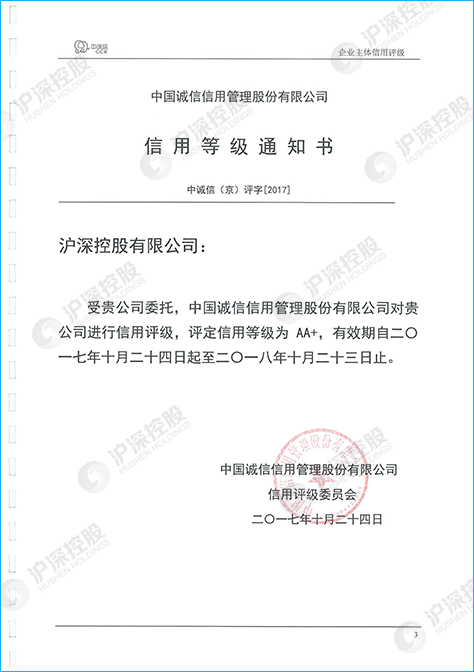 中诚信
CCX
企业主体信用评级
中国诚信信用管理股份有限公司
信用等级通知书
中诚信（京）评字[2017]
沪深控股有限公司：
受贵公司委托，中国诚信信用管理股份有限公司对贵
公司进行信用评级，评定信用等级为 AA+，有效期自二〇
一七年十月二十四日起至二〇一八年十月二十三日止。
中国诚信信用管理股份有限公司
信用评级委员会
二〇一七年十月二十四日
3
沪深控股
HUSHEN HOLDINGS